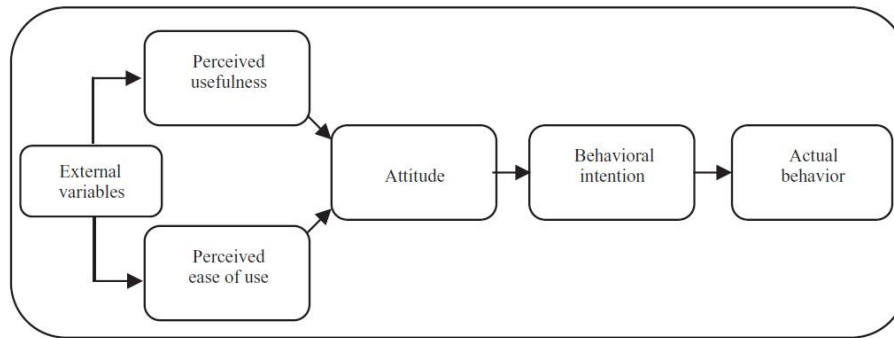 Perceived
usefulness
External
variables
Attitude
Behavioral
intention
Actual
behavior
Perceived
ease of use